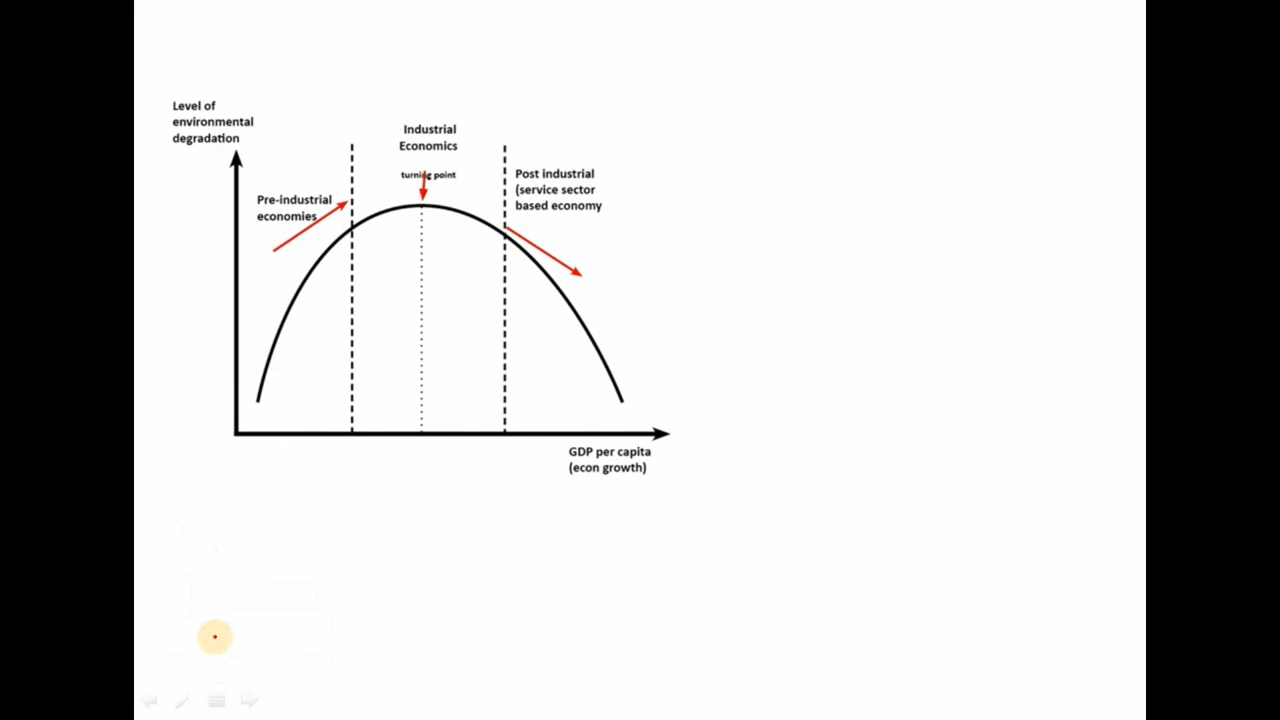 Level of
environmental
degradation
Industrial
Economics
turning point
Pre-industrial
economies
Post industrial
(service sector
based economy
GDP per capita
(econ growth)